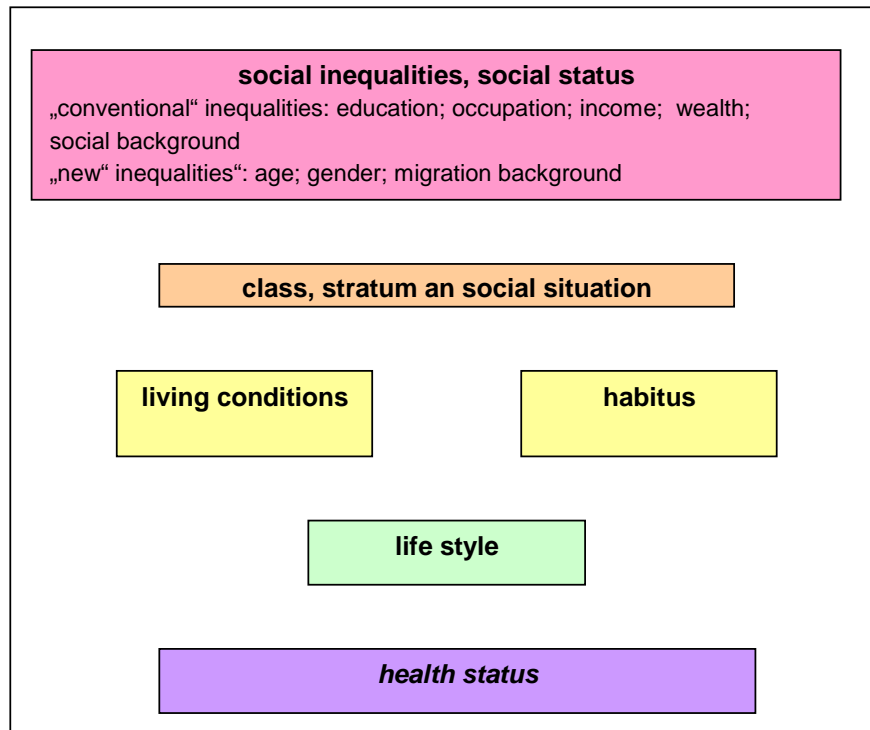 social inequalities, social status
„conventional“ inequalities: education; occupation; income;  wealth;
social background
„new“ inequalities“: age; gender; migration background
class, stratum an social situation
living conditions
habitus
life style
health status